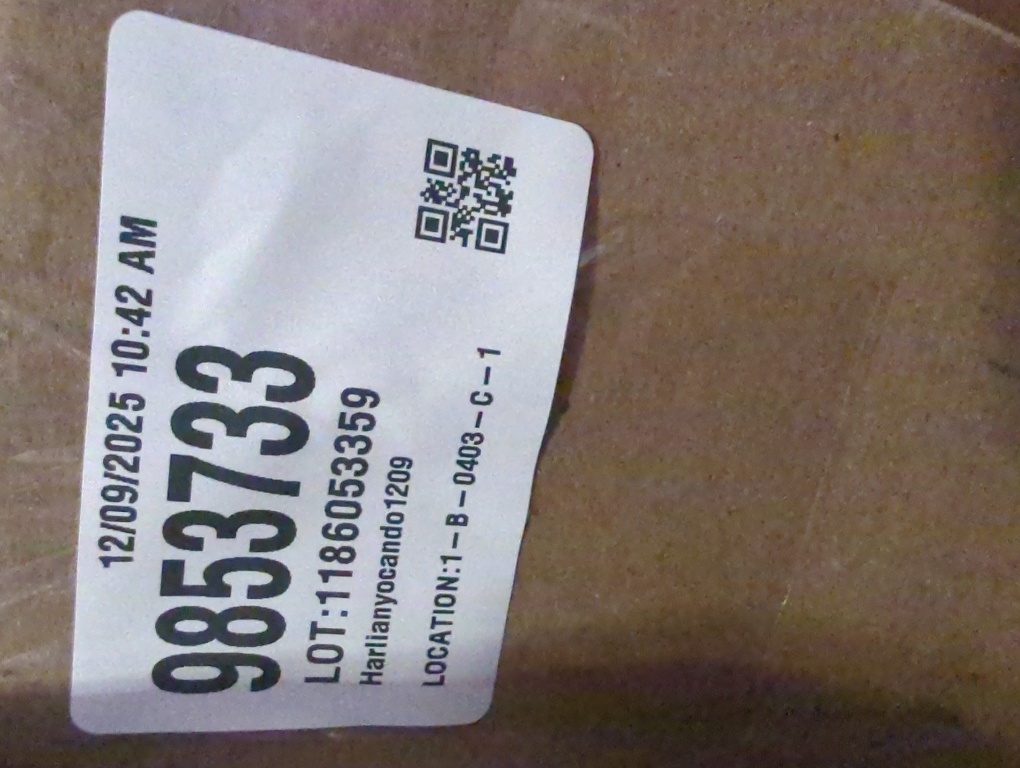 12/09/2025 10:42 AM
9853733
LOT:1186053359
Harlianyocando1209
LOCATION:1-B-0403-C-1